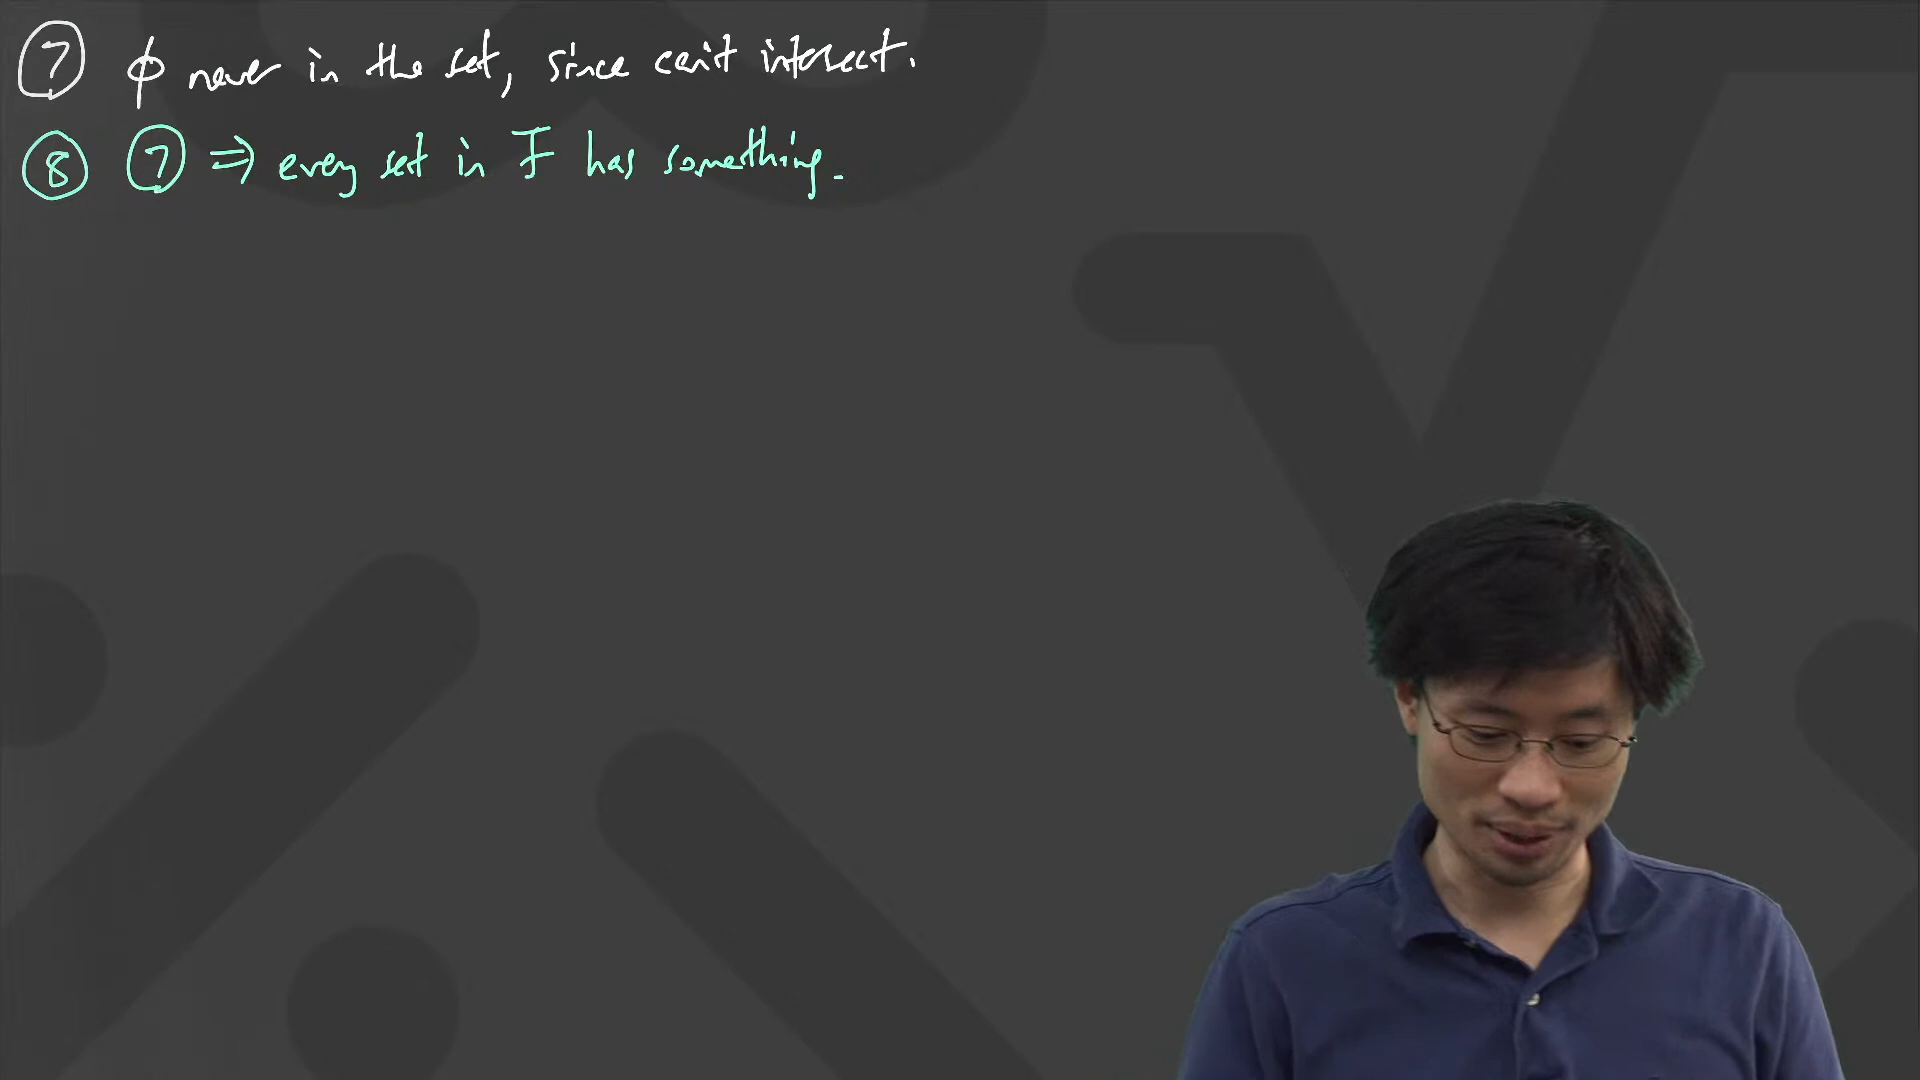 ⑦ ϕ never in the set, since can't intersect.
⑧ ⑦ ⇒ every set in F has something.